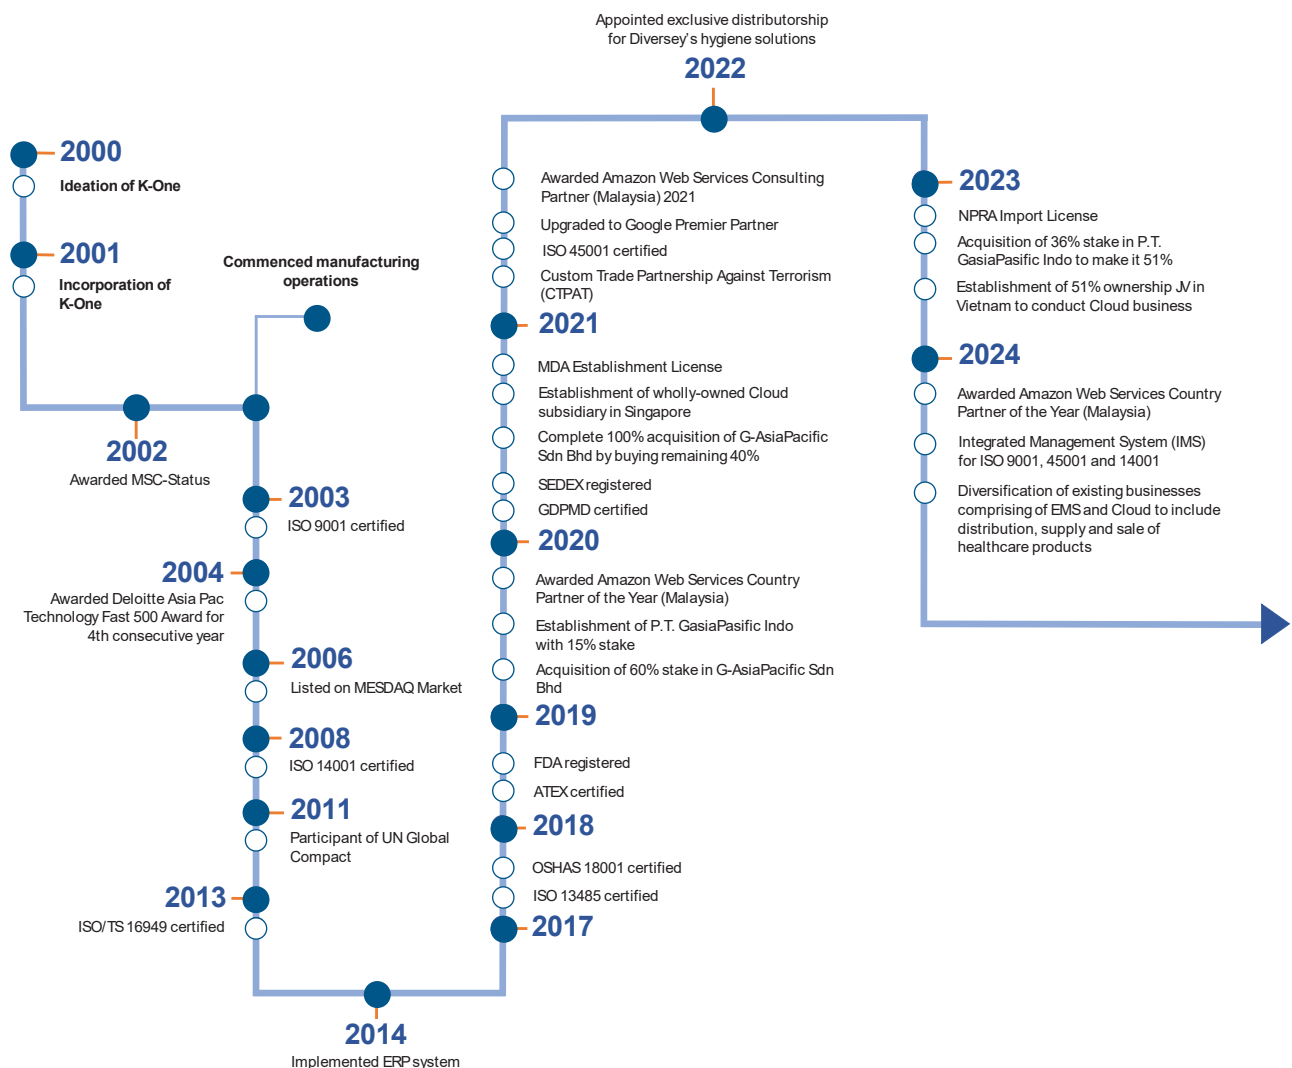 2000
Ideation of K-One
2001
Incorporation of
K-One
2002
Awarded MSC-Status
Commenced manufacturing
operations
2003
ISO 9001 certified
2004
Awarded Deloitte Asia Pac
Technology Fast 500 Award for
4th consecutive year
2006
Listed on MESDAQ Market
2008
ISO 14001 certified
2011
Participant of UN Global
Compact
2013
ISO/TS 16949 certified
2014
Implemented ERP system
Awarded Amazon Web Services Consulting
Partner (Malaysia) 2021
Upgraded to Google Premier Partner
ISO 45001 certified
Custom Trade Partnership Against Terrorism
(CTPAT)
2021
MDA Establishment License
Establishment of wholly-owned Cloud
subsidiary in Singapore
Complete 100% acquisition of G-AsiaPacific
Sdn Bhd by buying remaining 40%
SEDEX registered
GDPMD certified
2020
Awarded Amazon Web Services Country
Partner of the Year (Malaysia)
Establishment of P.T. GasiaPasific Indo
with 15% stake
Acquisition of 60% stake in G-AsiaPacific Sdn
Bhd
2019
FDA registered
ATEX certified
2018
OSHAS 18001 certified
ISO 13485 certified
2017
Appointed exclusive distributorship
for Diversey's hygiene solutions
2022
2023
NPRA Import License
Acquisition of 36% stake in P.T.
GasiaPasific Indo to make it 51%
Establishment of 51% ownership JV in
Vietnam to conduct Cloud business
2024
Awarded Amazon Web Services Country
Partner of the Year (Malaysia)
Integrated Management System (IMS)
for ISO 9001, 45001 and 14001
Diversification of existing businesses
comprising of EMS and Cloud to include
distribution, supply and sale of
healthcare products